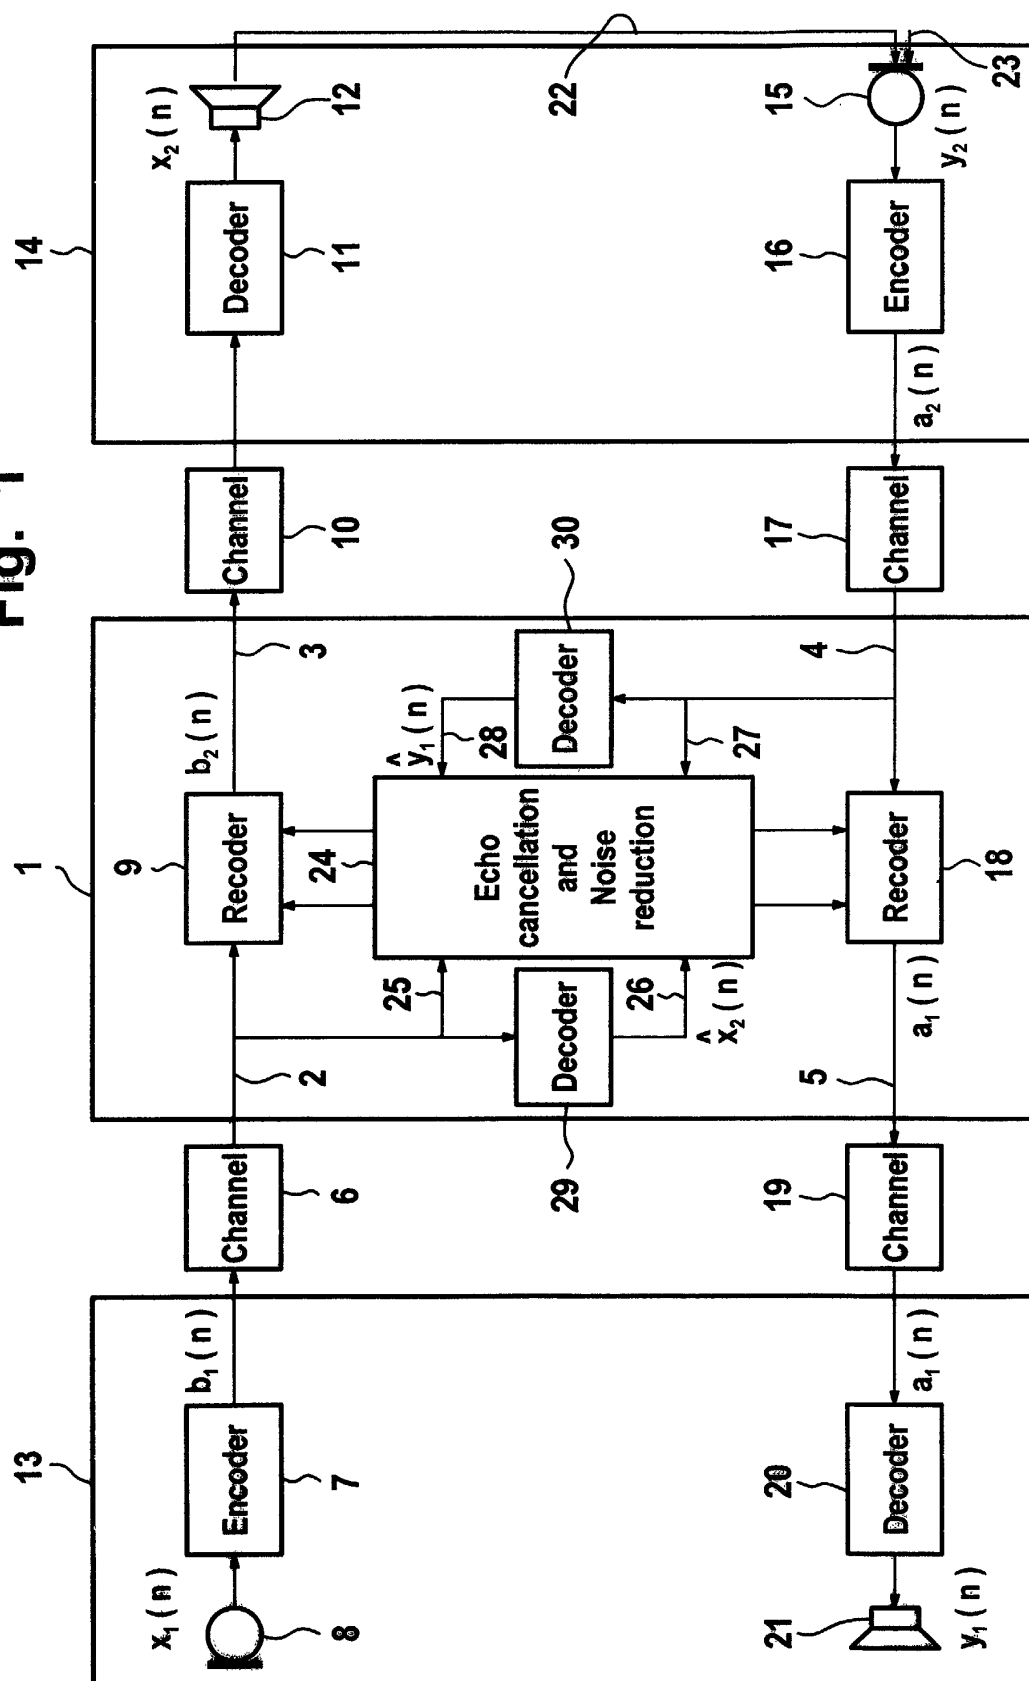 Fig. 1
13
1
14
x₁(n)
8
Encoder
7
b₁(n)
Channel
6
2
Recoder
9
b₂(n)
3
Channel
10
Decoder
11
x₂(n)
12
22
25
24
Decoder
29
26
x̂₂(n)
Echo
cancellation
and
Noise
reduction
ŷ₁(n)
28
Decoder
30
27
21
y₁(n)
Decoder
20
a₁(n)
Channel
19
5
a₁(n)
Recoder
18
4
Channel
17
a₂(n)
Encoder
16
y₂(n)
15
23